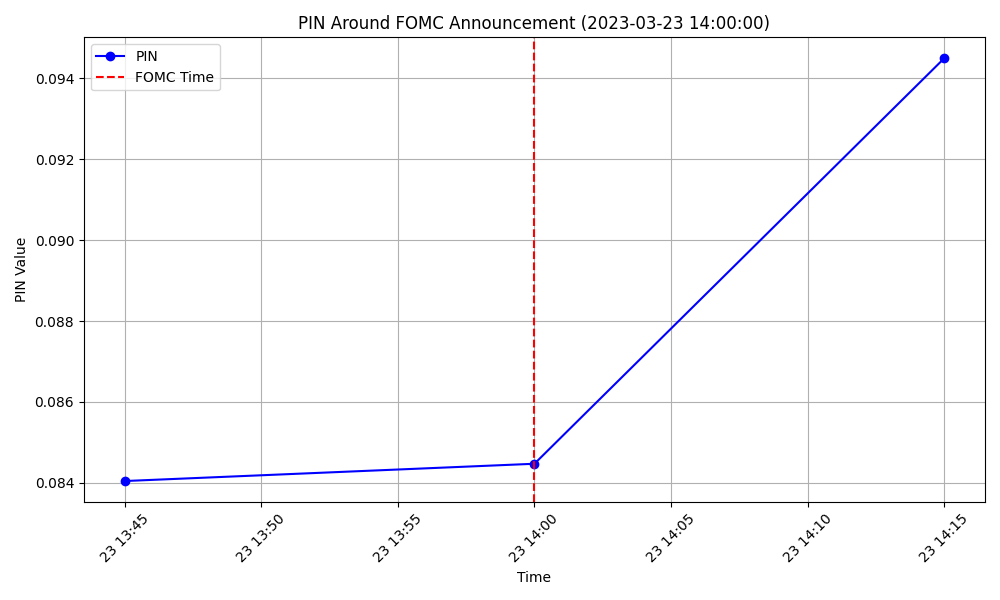 PIN Around FOMC Announcement (2023-03-23 14:00:00)
PIN
FOMC Time
PIN Value
0.094
0.092
0.090
0.088
0.086
0.084
23 13:45
23 13:50
23 13:55
23 14:00
23 14:05
23 14:10
23 14:15
Time